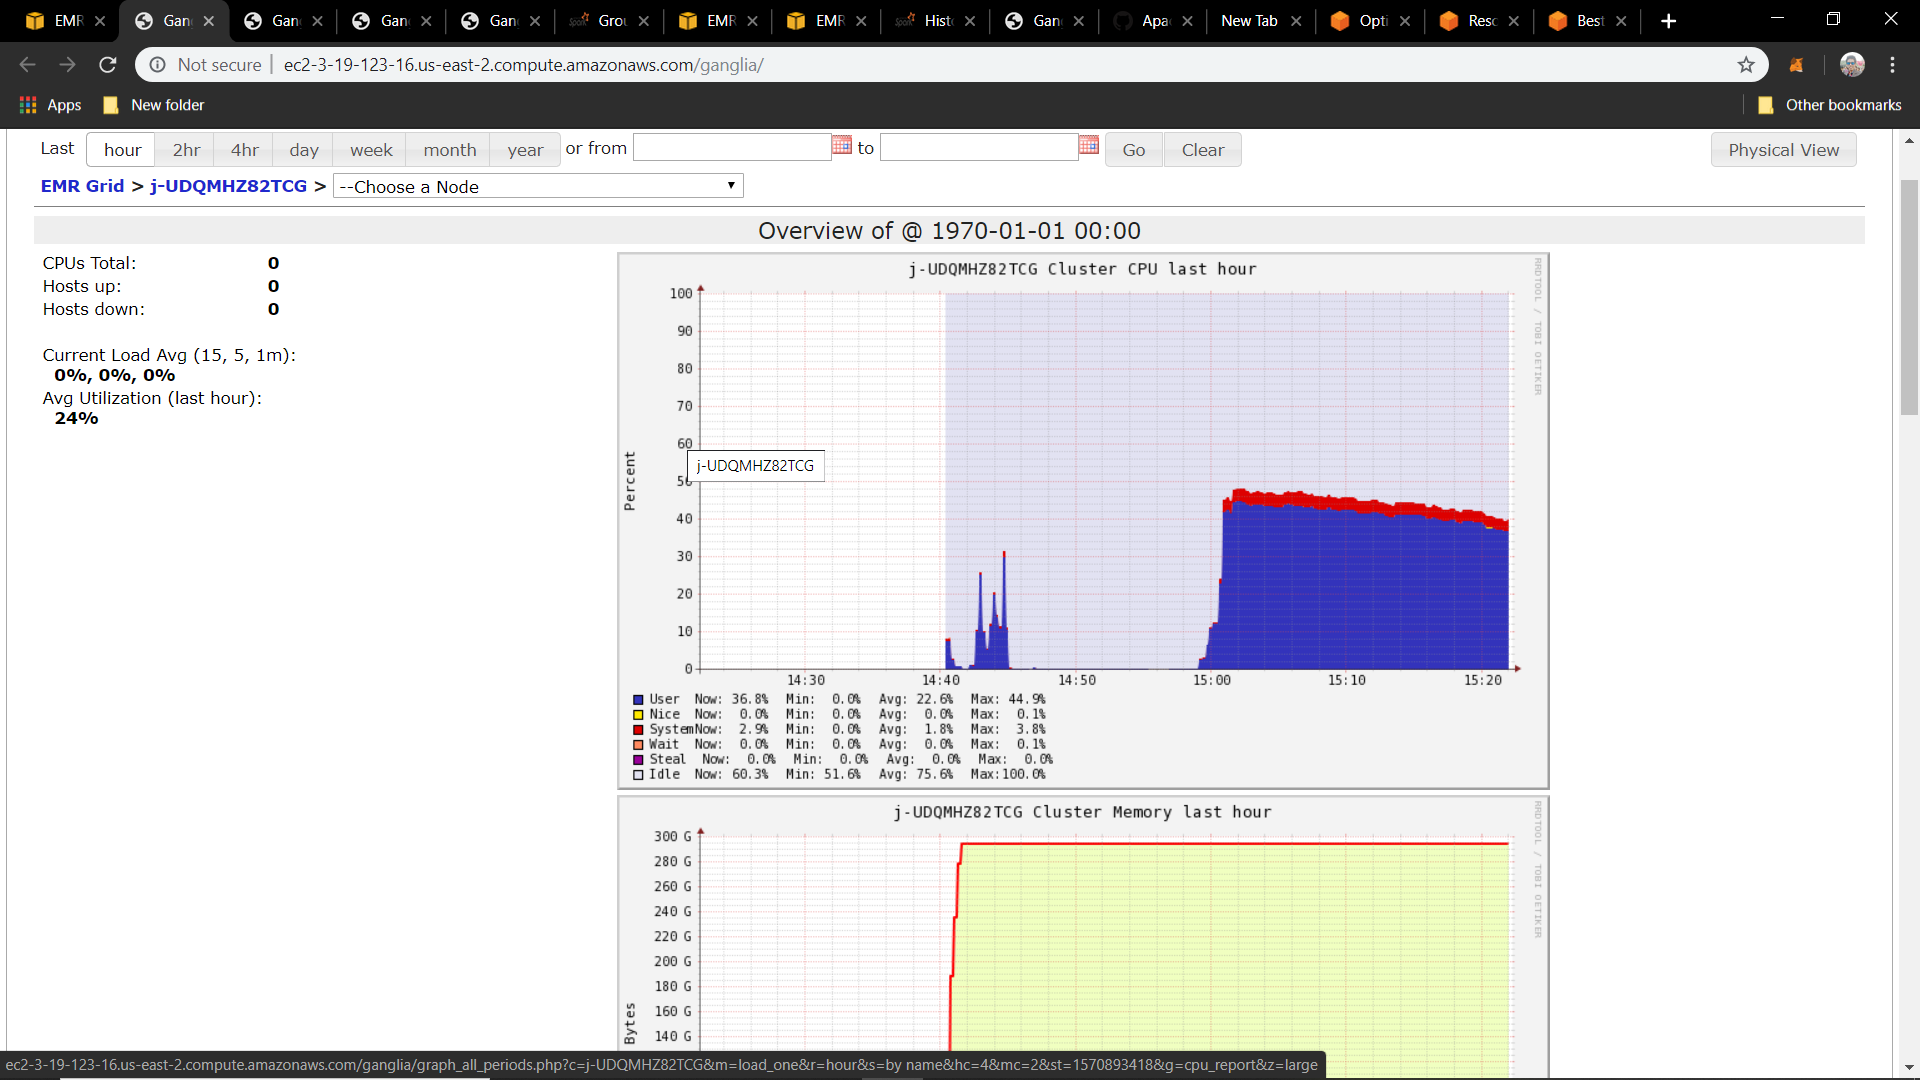 EMR
Gan
Gan
Gan
Gan
Grou
EMR
EMR
Hist
Gan
Apa
New Tab
Opti
Reso
Best
Not secure | ec2-3-19-123-16.us-east-2.compute.amazonaws.com/ganglia/
Apps New folder Other bookmarks
Last hour 2hr 4hr day week month year or from to Go Clear Physical View
EMR Grid > j-UDQMHZ82TCG > --Choose a Node
Overview of @ 1970-01-01 00:00
CPUs Total: 0
Hosts up: 0
Hosts down: 0
Current Load Avg (15, 5, 1m):
0%, 0%, 0%
Avg Utilization (last hour):
24%
j-UDQMHZ82TCG Cluster CPU last hour
RRDTOOL / TOBI OETIKER
Percent
100
90
80
70
60
50
40
30
20
10
0
j-UDQMHZ82TCG
14:30 14:40 14:50 15:00 15:10 15:20
User Now: 36.8% Min: 0.0% Avg: 22.6% Max: 44.9%
Nice Now: 0.0% Min: 0.0% Avg: 0.0% Max: 0.1%
System Now: 2.9% Min: 0.0% Avg: 1.8% Max: 3.8%
Wait Now: 0.0% Min: 0.0% Avg: 0.0% Max: 0.1%
Steal Now: 0.0% Min: 0.0% Avg: 0.0% Max: 0.0%
Idle Now: 60.3% Min: 51.6% Avg: 75.6% Max:100.0%
j-UDQMHZ82TCG Cluster Memory last hour
RRDTOOL / TOBI OETIKER
Bytes
300 G
280 G
260 G
240 G
220 G
200 G
180 G
160 G
140 G
ec2-3-19-123-16.us-east-2.compute.amazonaws.com/ganglia/graph_all_periods.php?c=j-UDQMHZ82TCG&m=load_one&r=hour&s=by name&hc=4&mc=2&st=1570893418&g=cpu_report&z=large